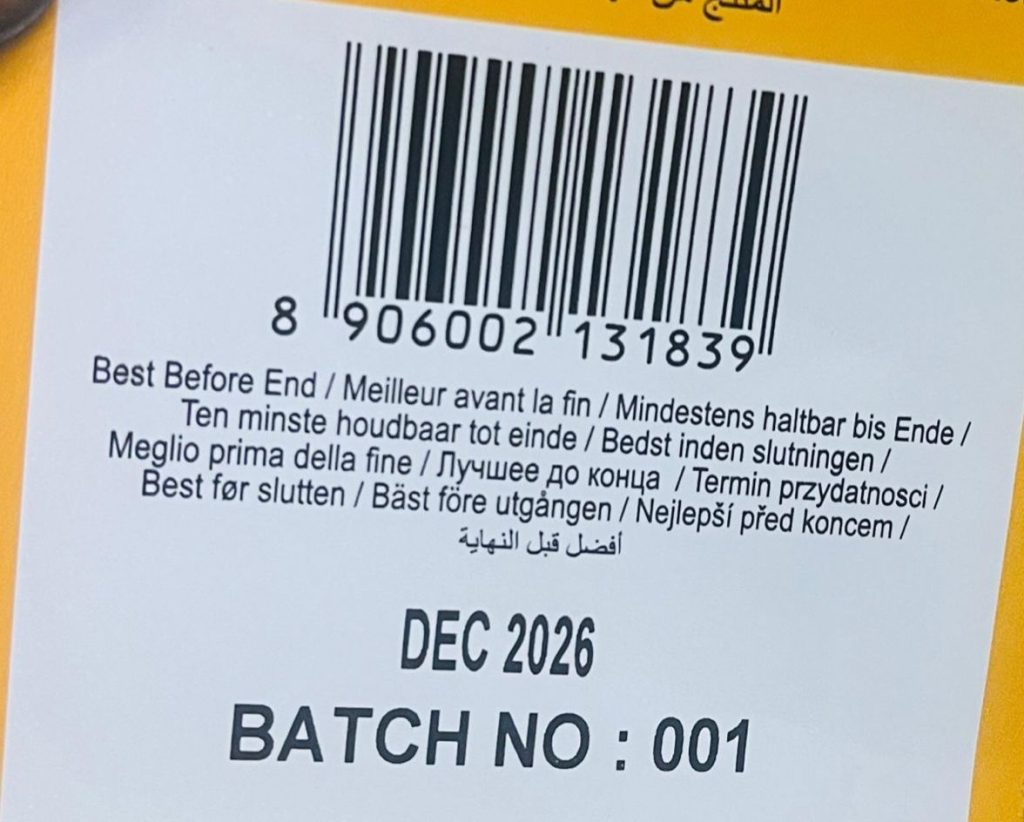 المنتج من
8 906002 131839
Best Before End / Meilleur avant la fin / Mindestens haltbar bis Ende /
Ten minste houdbaar tot einde / Bedst inden slutningen /
Meglio prima della fine / Лучшее до конца / Termin przydatnosci /
Best før slutten / Bäst före utgången / Nejlepší před koncem /
أفضل قبل النهاية
DEC 2026
BATCH NO : 001